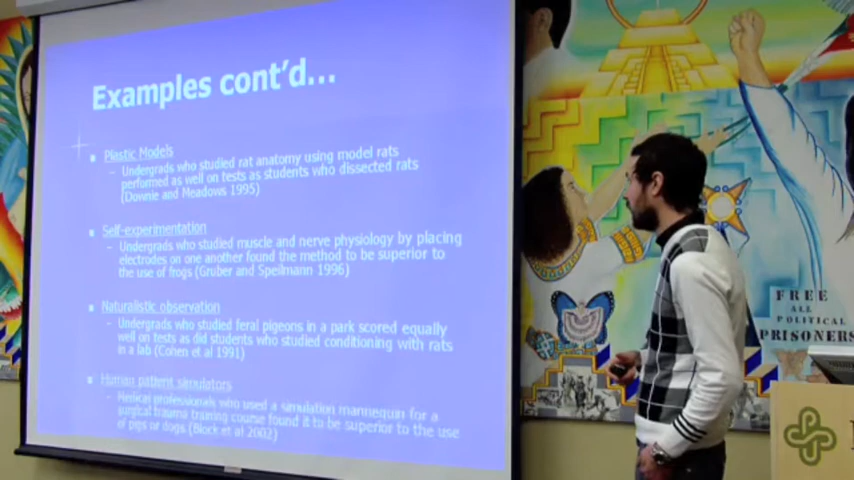 Examples cont'd...
Plastic Models
- Undergrads who studied rat anatomy using model rats
performed as well on tests as students who dissected rats
(Downie and Meadows 1995)
Self-experimentation
- Undergrads who studied muscle and nerve physiology by placing
electrodes on one another found the method to be superior to
the use of frogs (Gruber and Speilmann 1996)
Naturalistic observation
- Undergrads who studied feral pigeons in a park scored equally
well on tests as did students who studied conditioning with rats
in a lab (Cohen et al 1991)
Human patient simulators
- Medical professionals who used a simulation mannequin for a
surgical trauma training course found it to be superior to the use
of pigs or dogs (Block et al 2002)
FREE
ALL
POLITICAL
PRISONERS